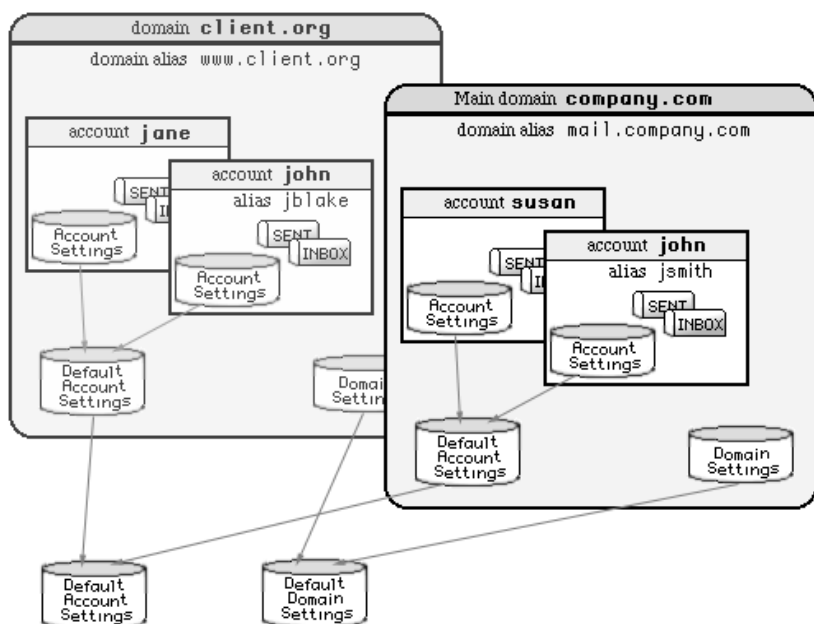 domain client.org
domain alias www.client.org
account jane
SENT
Account
Settings
account john
alias jblake
SENT
INBOX
Account
Settings
Default
Account
Settings
Main domain company.com
domain alias mail.company.com
account susan
SENT
Account
Settings
account john
alias jsmith
SENT
INBOX
Account
Settings
Default
Account
Settings
Domain
Settings
Default
Account
Settings
Default
Domain
Settings